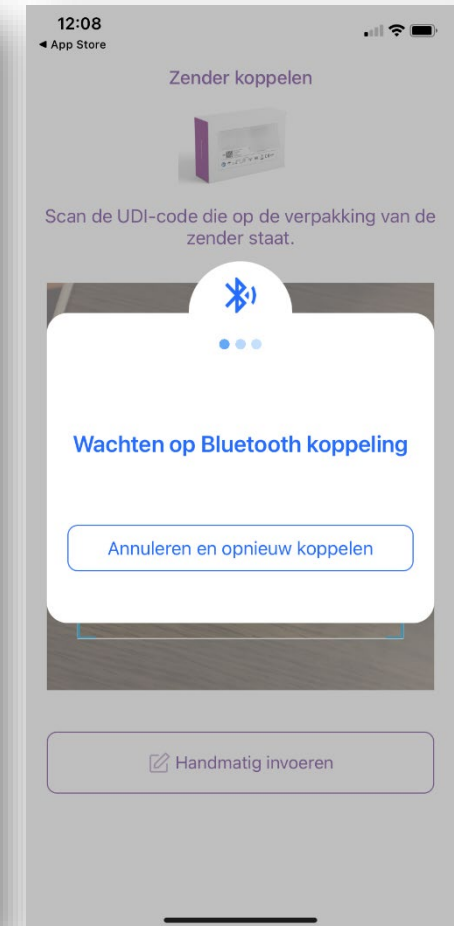 12:08
◄ App Store
Zender koppelen
Scan de UDI-code die op de verpakking van de
zender staat.
Wachten op Bluetooth koppeling
Annuleren en opnieuw koppelen
Handmatig invoeren